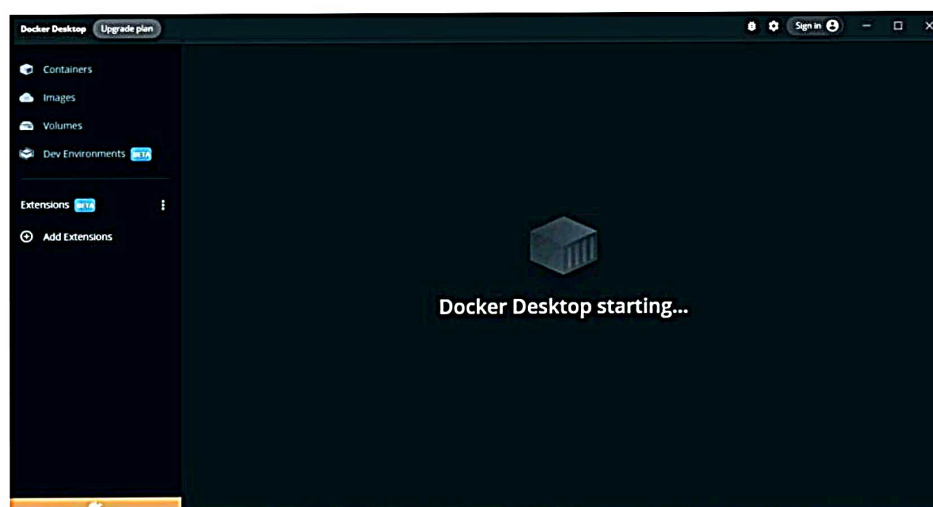 Docker Desktop Upgrade plan Sign in
Containers
Images
Volumes
Dev Environments BETA
Extensions BETA
Add Extensions
Docker Desktop starting...